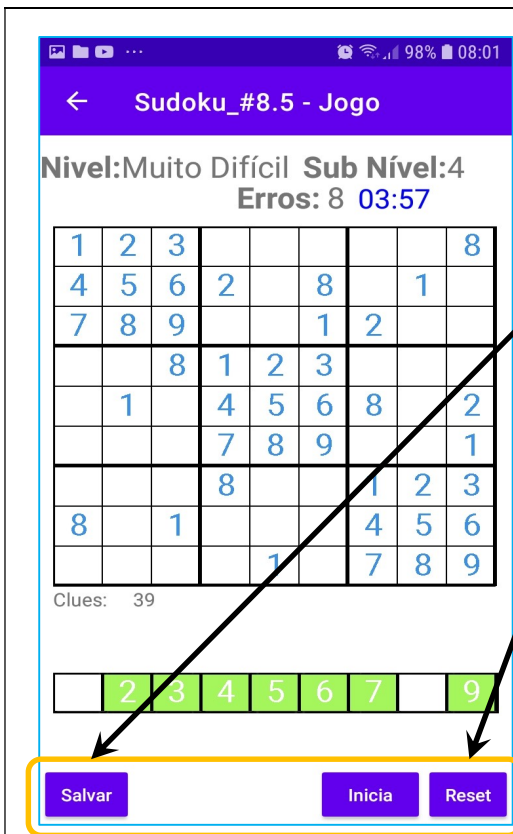 98% 08:01
Sudoku_#8.5 - Jogo
Nivel:Muito Difícil Sub Nível:4
Erros: 8 03:57
1 2 3 8
4 5 6 2 8 1
7 8 9 1 2
8 1 2 3
1 4 5 6 8 2
7 8 9 1
8 1 2 3
8 1 4 5 6
1 7 8 9
Clues: 39
2 3 4 5 6 7 9
Salvar Inicia Reset